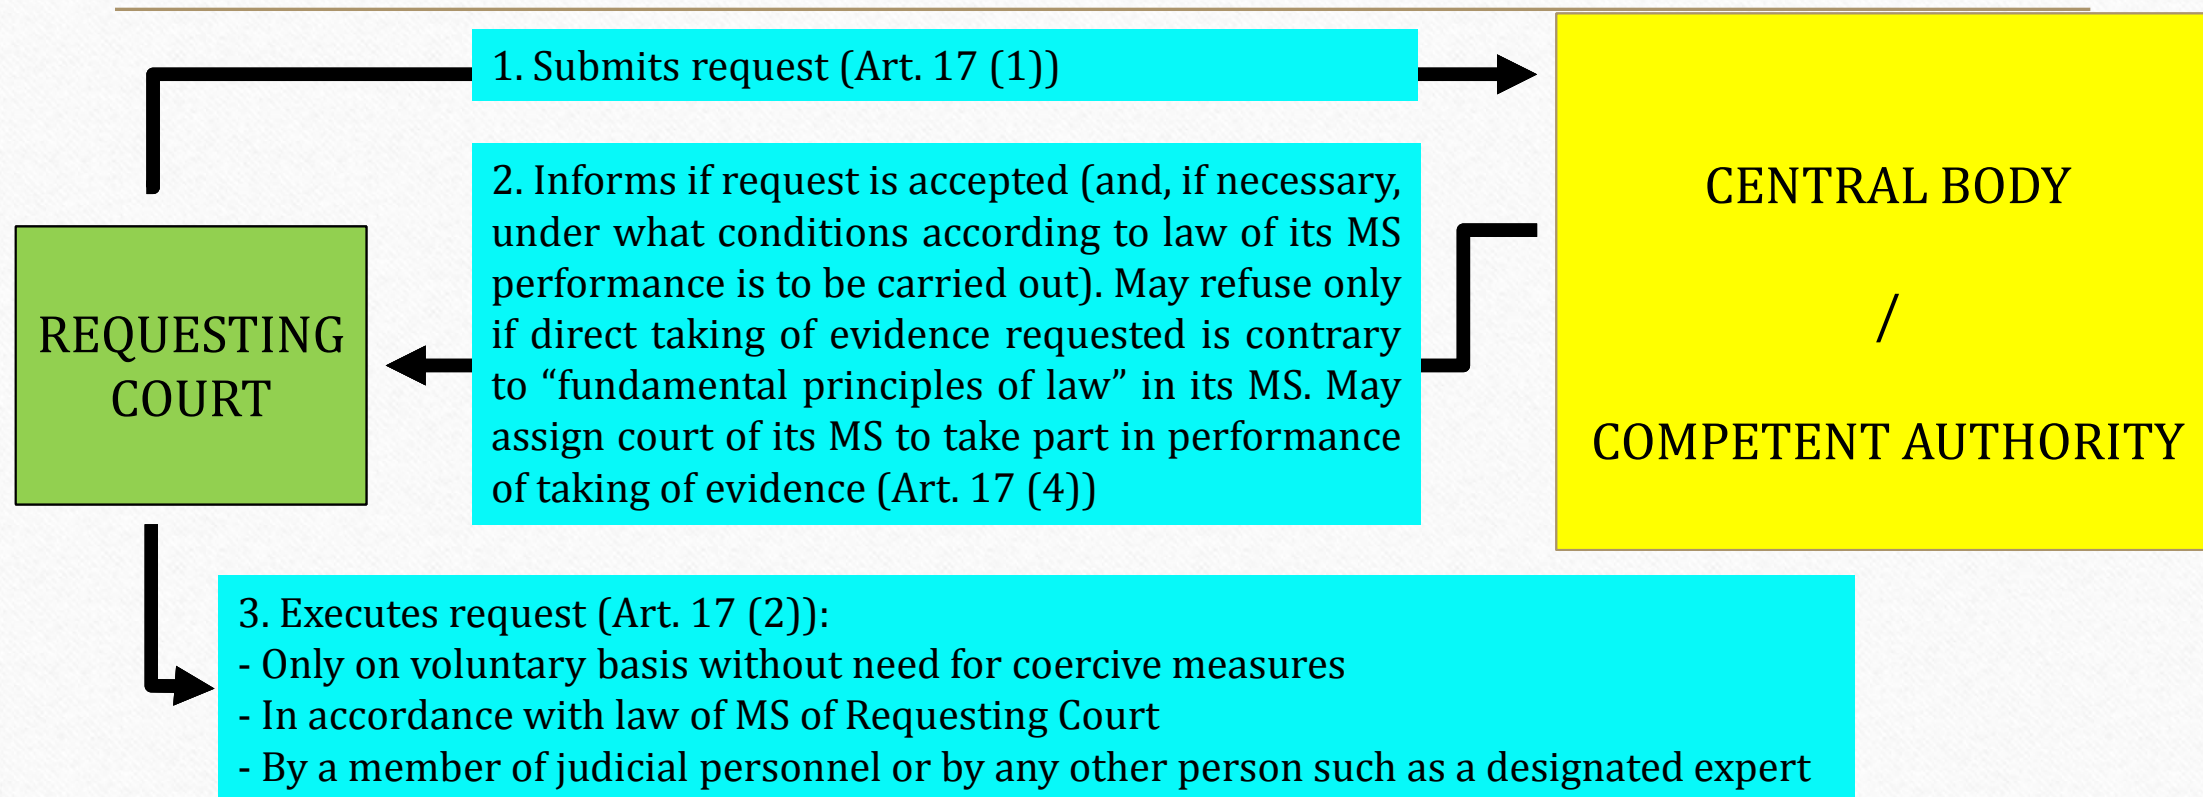 1. Submits request (Art. 17 (1))
2. Informs if request is accepted (and, if necessary,
under what conditions according to law of its MS
performance is to be carried out). May refuse only
if direct taking of evidence requested is contrary
to “fundamental principles of law” in its MS. May
assign court of its MS to take part in performance
of taking of evidence (Art. 17 (4))
CENTRAL BODY
/
COMPETENT AUTHORITY
REQUESTING
COURT
3. Executes request (Art. 17 (2)):
- Only on voluntary basis without need for coercive measures
- In accordance with law of MS of Requesting Court
- By a member of judicial personnel or by any other person such as a designated expert